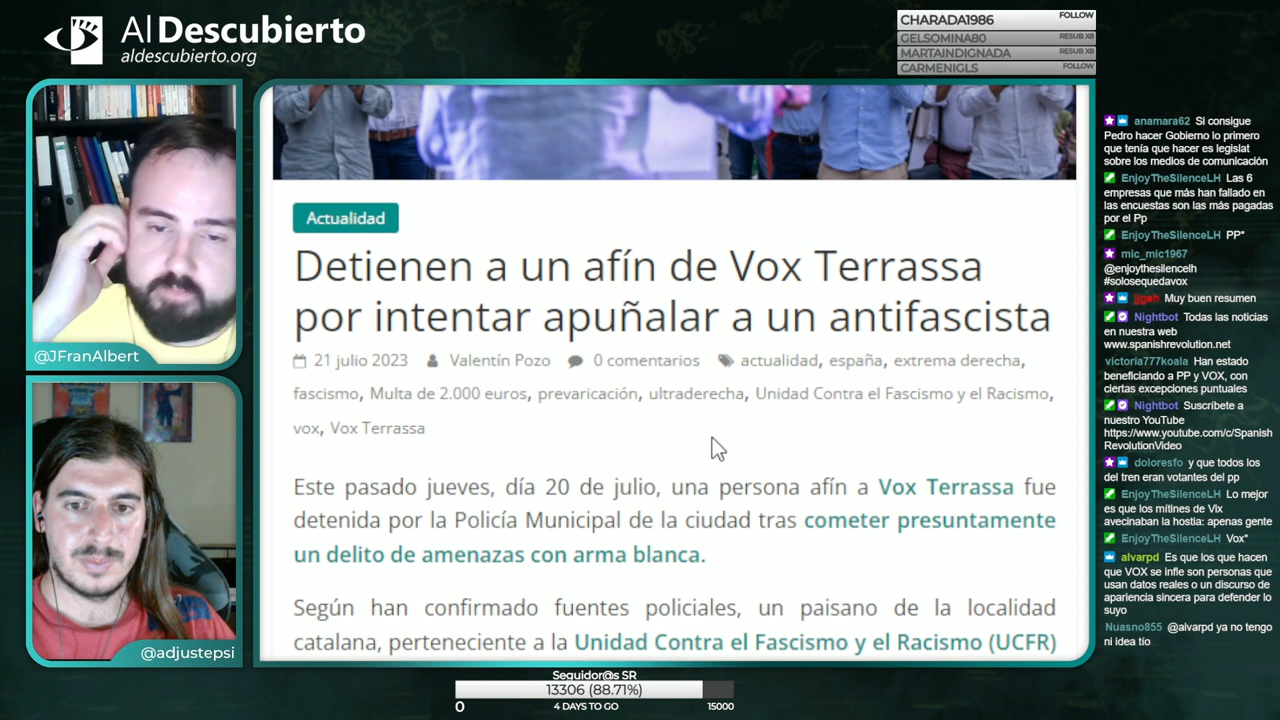 Al Descubierto
aldescubierto.org
CHARADA1986 FOLLOW
GELSOMINA80 RESUB X8
MARTAINDIGNADA RESUB X8
CARMENIGLS FOLLOW
@JFranAlbert
@adjustepsi
Actualidad
Detienen a un afín de Vox Terrassa
por intentar apuñalar a un antifascista
21 julio 2023 Valentín Pozo 0 comentarios actualidad, españa, extrema derecha,
fascismo, Multa de 2.000 euros, prevaricación, ultraderecha, Unidad Contra el Fascismo y el Racismo,
vox, Vox Terrassa
Este pasado jueves, día 20 de julio, una persona afín a Vox Terrassa fue
detenida por la Policía Municipal de la ciudad tras cometer presuntamente
un delito de amenazas con arma blanca.
Según han confirmado fuentes policiales, un paisano de la localidad
catalana, perteneciente a la Unidad Contra el Fascismo y el Racismo (UCFR)
anamara62 Si consigue
Pedro hacer Gobierno lo primero
que tenía que hacer es legislat
sobre los medios de comunicación
EnjoyTheSilenceLH Las 6
empresas que más han fallado en
las encuestas son las más pagadas
por el Pp
EnjoyTheSilenceLH PP*
mic_mic1967
@enjoythesilencelh
#solosequedavox
jjgeh Muy buen resumen
Nightbot Todas las noticias
en nuestra web
www.spanishrevolution.net
victoria777koala Han estado
beneficiando a PP y VOX, con
ciertas excepciones puntuales
Nightbot Suscríbete a
nuestro YouTube
https://www.youtube.com/c/Spanish
RevolutionVideo
doloresfo y que todos los
del tren eran votantes del pp
EnjoyTheSilenceLH Lo mejor
es que los mítines de Vix
avecinaban la hostia: apenas gente
EnjoyTheSilenceLH Vox*
alvarpd Es que los que hacen
que VOX se infle son personas que
usan datos reales o un discurso de
apariencia sincera para defender lo
suyo
Nuasno855 @alvarpd ya no tengo
ni idea tío
Seguidor@s SR
13306 (88.71%)
0 4 DAYS TO GO 15000